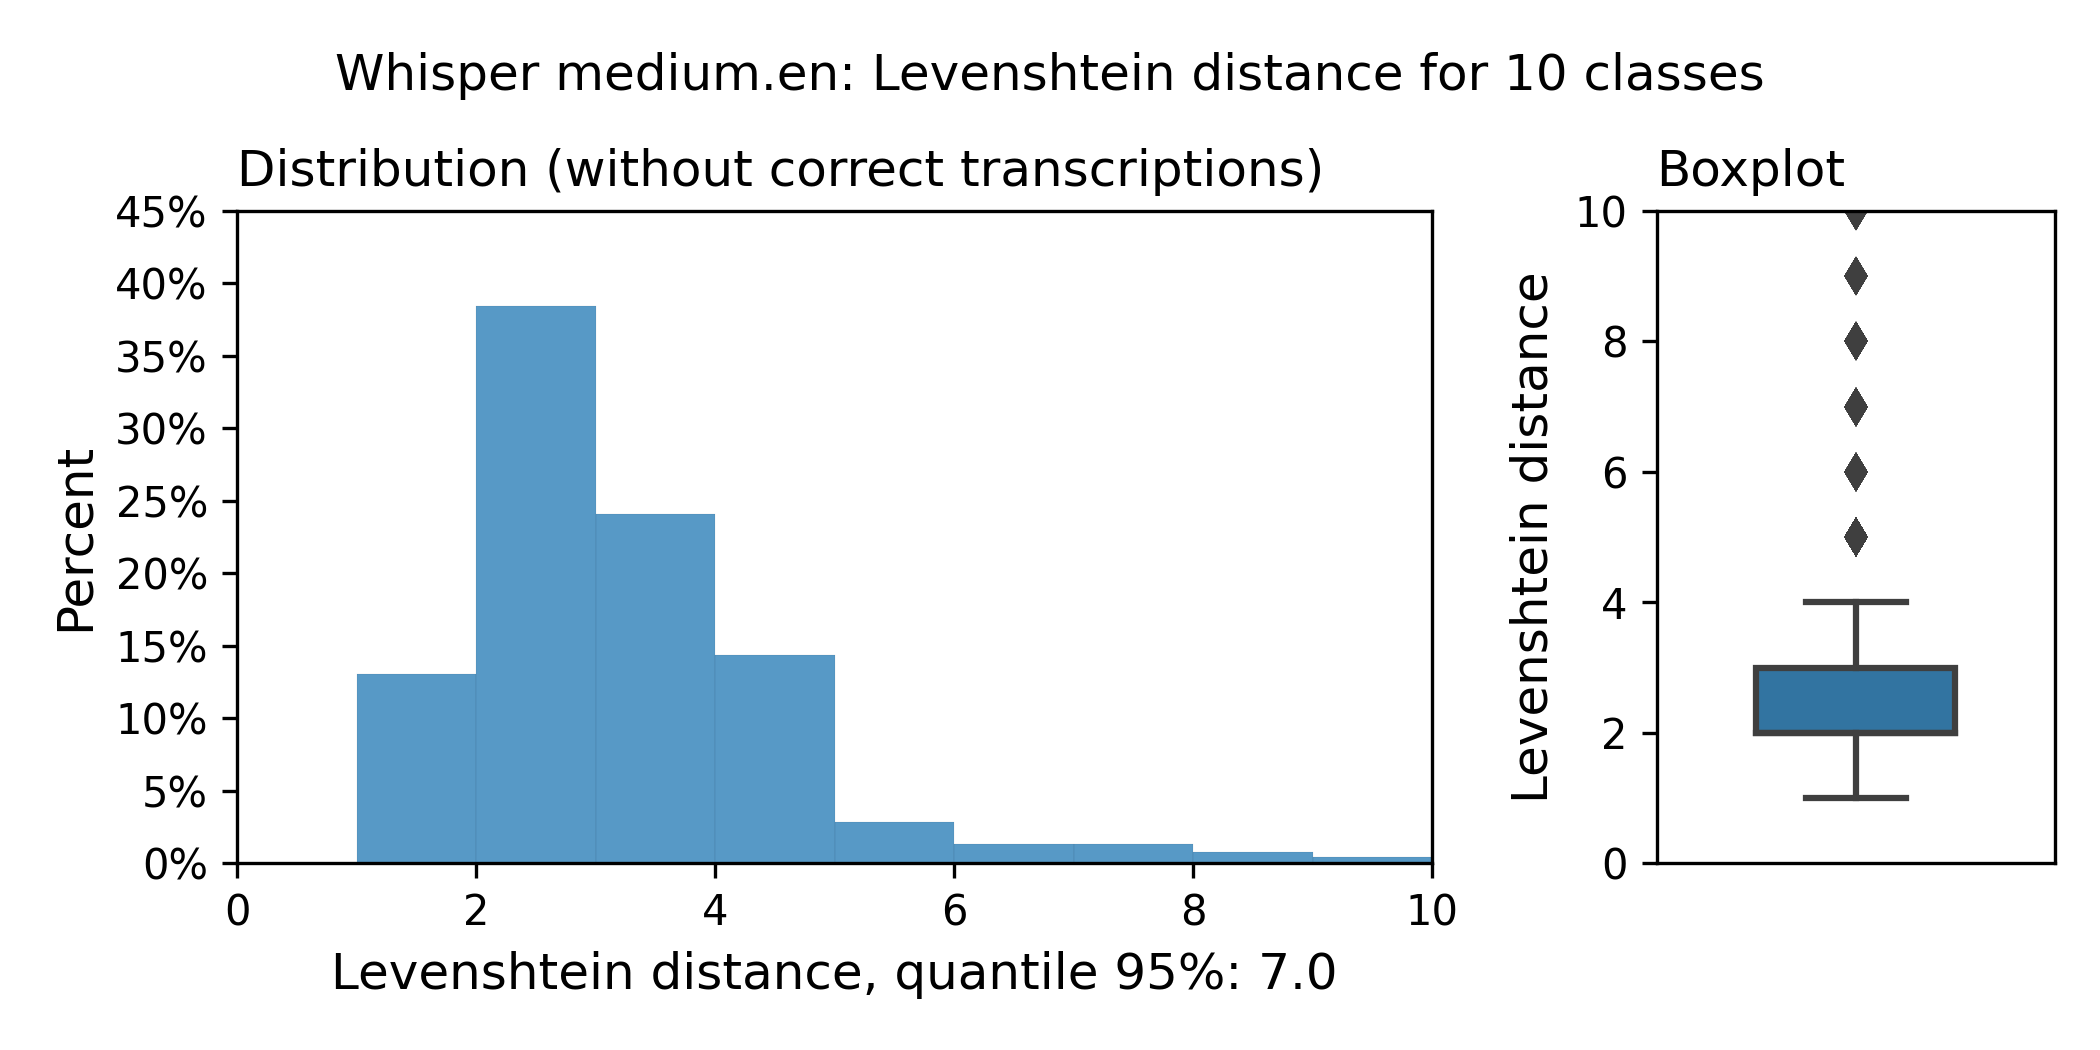 Whisper medium.en: Levenshtein distance for 10 classes
Distribution (without correct transcriptions)
45%
40%
35%
30%
25%
20%
15%
10%
5%
0%
Percent
0 2 4 6 8 10
Levenshtein distance, quantile 95%: 7.0
Boxplot
10
8
6
4
2
0
Levenshtein distance